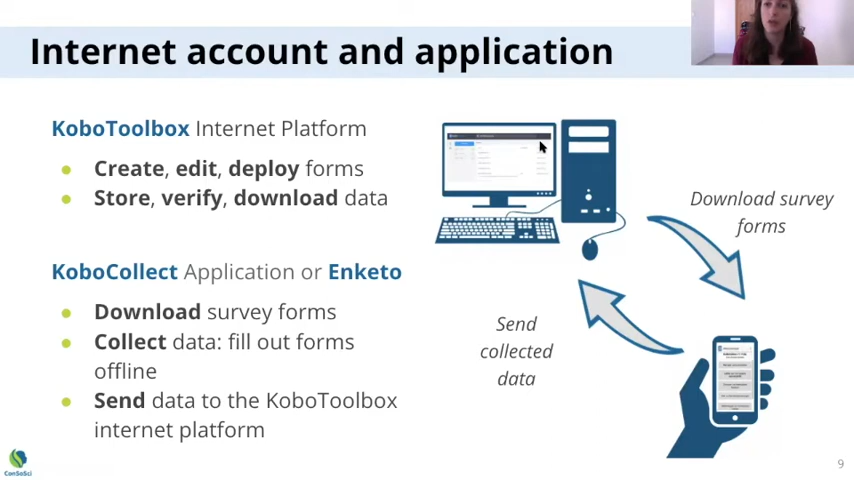 Internet account and application
KoboToolbox Internet Platform
Create, edit, deploy forms
Store, verify, download data
KoboCollect Application or Enketo
Download survey forms
Collect data: fill out forms
offline
Send data to the KoboToolbox
internet platform
Download survey
forms
Send
collected
data
ConSoSci
9